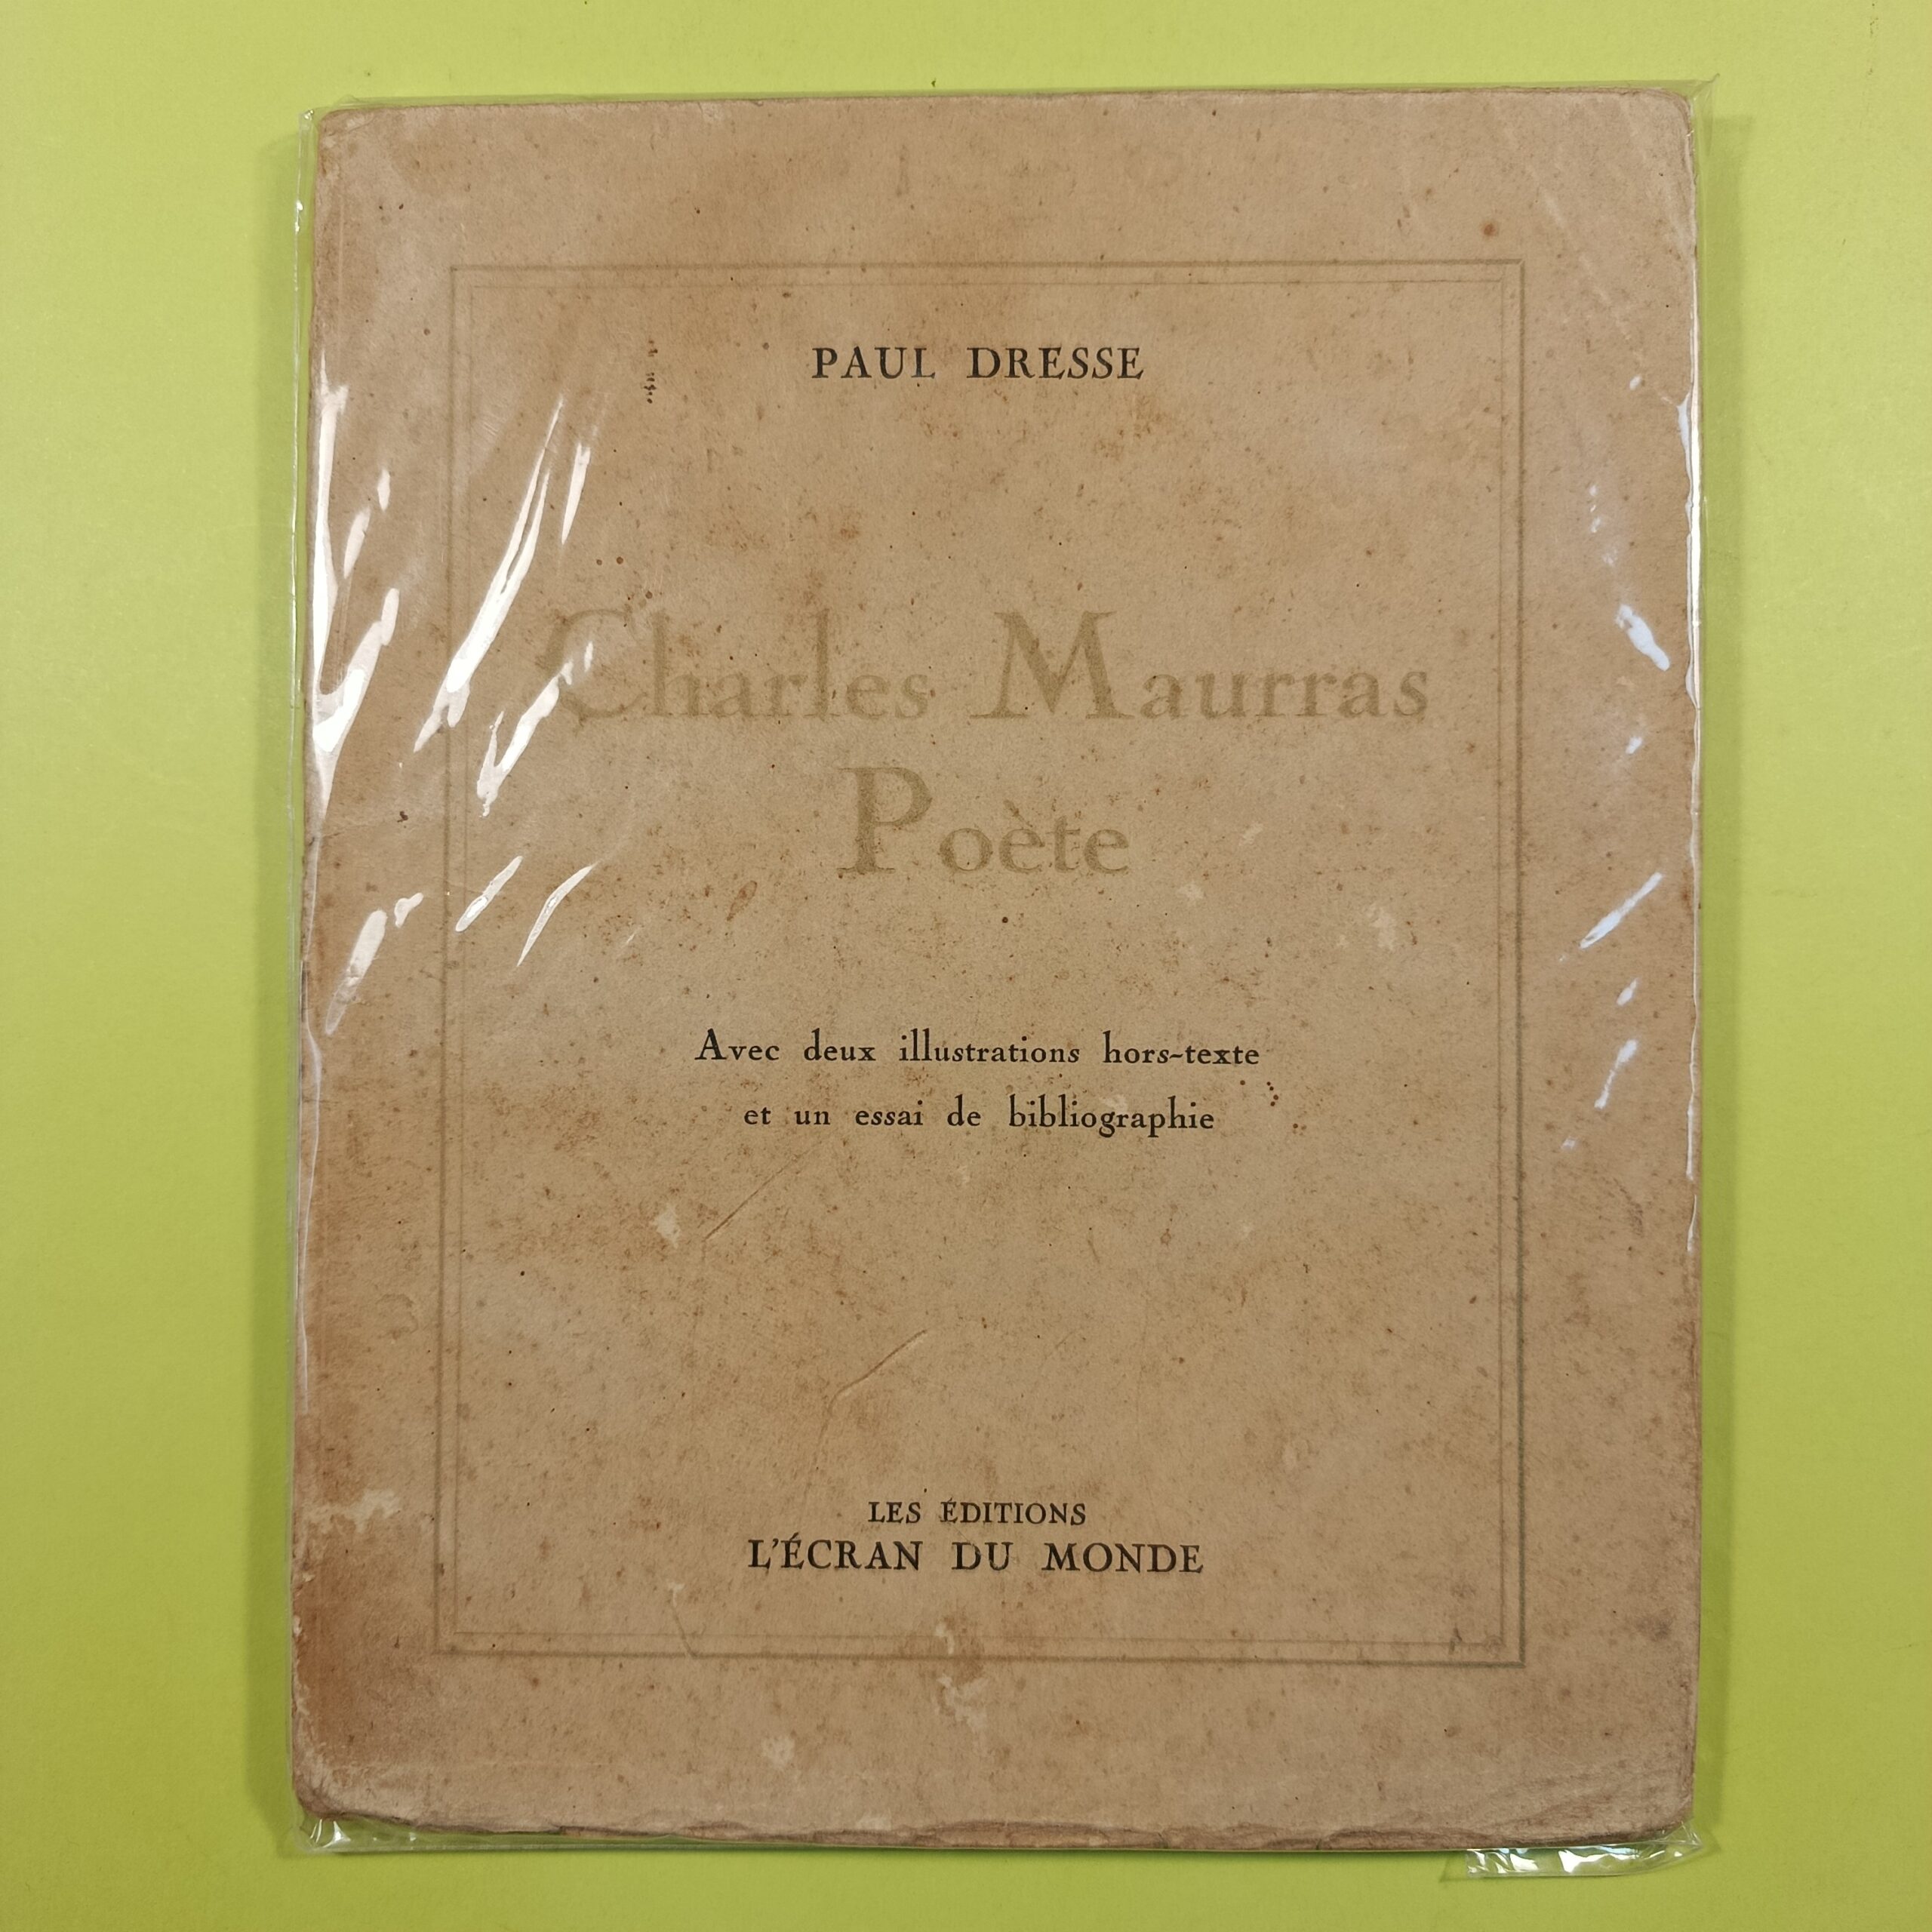 PAUL DRESSE
Charles Maurras
Poète
Avec deux illustrations hors-texte
et un essai de bibliographie
LES ÉDITIONS
L'ÉCRAN DU MONDE